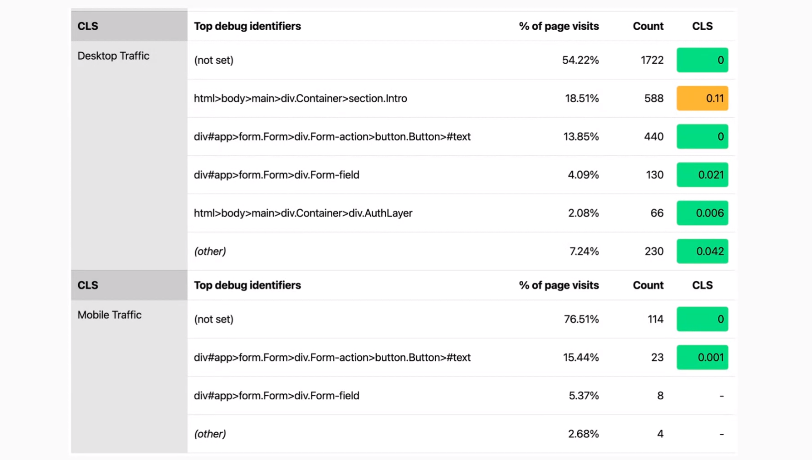 CLS Top debug identifiers % of page visits Count CLS
Desktop Traffic (not set) 54.22% 1722 0
html>body>main>div.Container>section.Intro 18.51% 588 0.11
div#app>form.Form>div.Form-action>button.Button>#text 13.85% 440 0
div#app>form.Form>div.Form-field 4.09% 130 0.021
html>body>main>div.Container>div.AuthLayer 2.08% 66 0.006
(other) 7.24% 230 0.042
CLS Top debug identifiers % of page visits Count CLS
Mobile Traffic (not set) 76.51% 114 0
div#app>form.Form>div.Form-action>button.Button>#text 15.44% 23 0.001
div#app>form.Form>div.Form-field 5.37% 8 -
(other) 2.68% 4 -